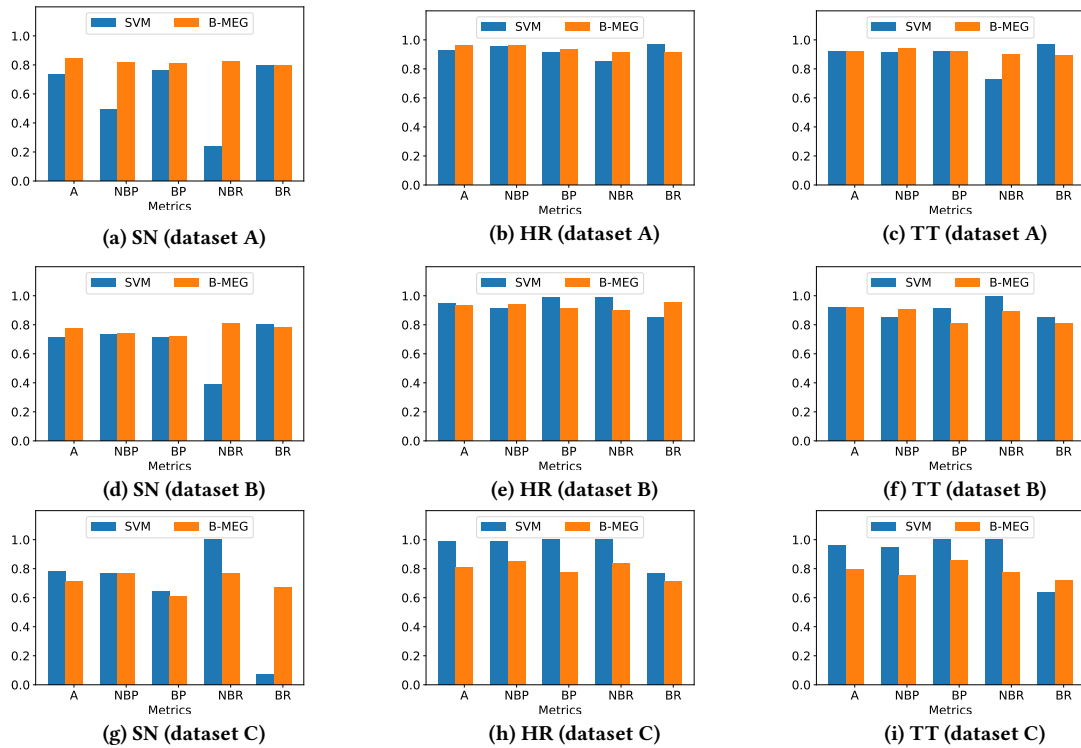 SVM B-MEG
1.0
0.8
0.6
0.4
0.2
0.0
A NBP BP NBR BR
Metrics
(a) SN (dataset A)
SVM B-MEG
1.0
0.8
0.6
0.4
0.2
0.0
A NBP BP NBR BR
Metrics
(b) HR (dataset A)
SVM B-MEG
1.0
0.8
0.6
0.4
0.2
0.0
A NBP BP NBR BR
Metrics
(c) TT (dataset A)
SVM B-MEG
1.0
0.8
0.6
0.4
0.2
0.0
A NBP BP NBR BR
Metrics
(d) SN (dataset B)
SVM B-MEG
1.0
0.8
0.6
0.4
0.2
0.0
A NBP BP NBR BR
Metrics
(e) HR (dataset B)
SVM B-MEG
1.0
0.8
0.6
0.4
0.2
0.0
A NBP BP NBR BR
Metrics
(f) TT (dataset B)
SVM B-MEG
1.0
0.8
0.6
0.4
0.2
0.0
A NBP BP NBR BR
Metrics
(g) SN (dataset C)
SVM B-MEG
1.0
0.8
0.6
0.4
0.2
0.0
A NBP BP NBR BR
Metrics
(h) HR (dataset C)
SVM B-MEG
1.0
0.8
0.6
0.4
0.2
0.0
A NBP BP NBR BR
Metrics
(i) TT (dataset C)